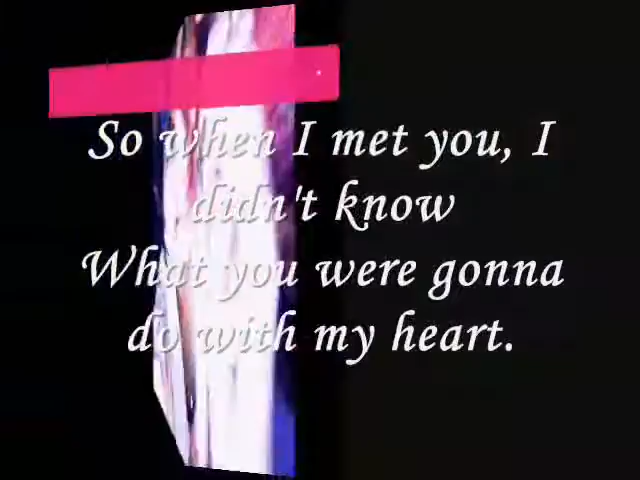 So when I met you, I
didn't know
What you were gonna
do with my heart.